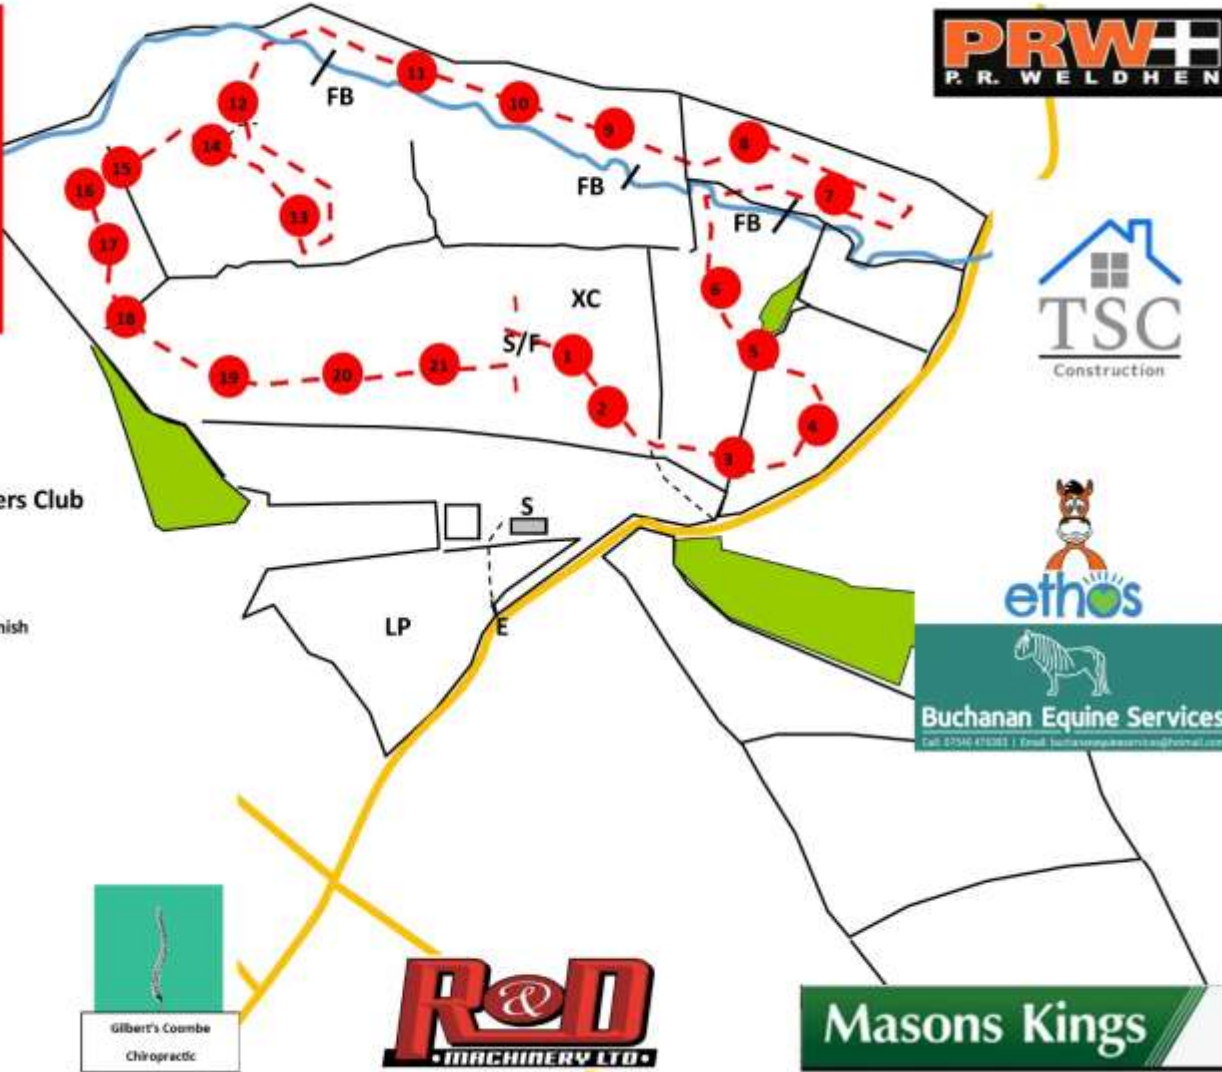 PRW
P. R. WELDHEN
11
12
FB
10
9
8
14
15
16
FB
7
13
FB
17
6
XC
18
S/F
1
5
21
20
19
2
4
3
TSC
Construction
ers Club
S
ethos
nish
LP
E
Buchanan Equine Services
R&D
MACHINERY LTD
Gilbert's Coombe
Chiropractic
Masons Kings